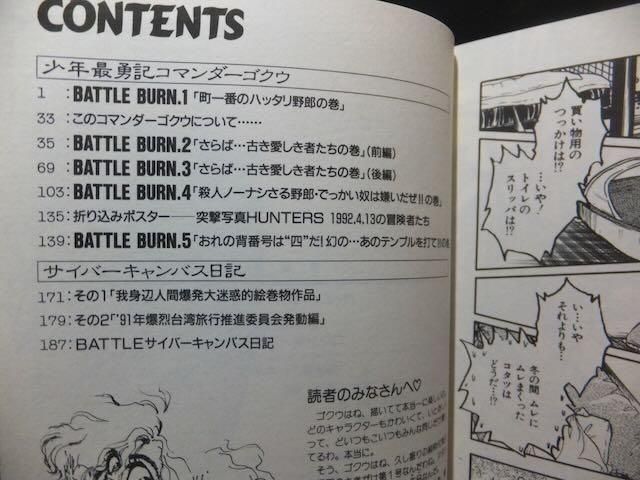 CONTENTS
少年最勇記コマンダーゴクウ
1:BATTLE BURN.1「町一番のハッタリ野郎の巻」
33:このコマンダーゴクウについて……
35:BATTLE BURN.2「さらば…古き愛しき者たちの巻」(前編)
69:BATTLE BURN.3「さらば…古き愛しき者たちの巻」(後編)
103:BATTLE BURN.4「殺人ノーナシさる野郎・でっかい奴は嫌いだぜ!!の巻」
135:折り込みポスター――突撃写真HUNTERS 1992.4.13の冒険者たち
139:BATTLE BURN.5「おれの背番号は"四"だ!幻の…あのテンプルを打て!!の
サイバーキャンバス日記
171:その1「我身辺人間爆発大迷惑的絵巻物作品」
179:その2「'91年爆烈台湾旅行推進委員会発動編」
187:BATTLEサイバーキャンバス日記
読者のみなさんへ♡
ゴクウはね、描いてて本当に楽しい
どのキャラクターもかわいくて、いとおし
って、どいつもこいつもみんな同じだけ
わ。本当に。
そう、ゴクウはね、久し振りの
買い物用の
つっかけは!?
…いや!
トイレの
スリッパは!?
い…いや
それよりも…
冬の間、ムレに
ムレまくった
コタツは
どうだ…!?